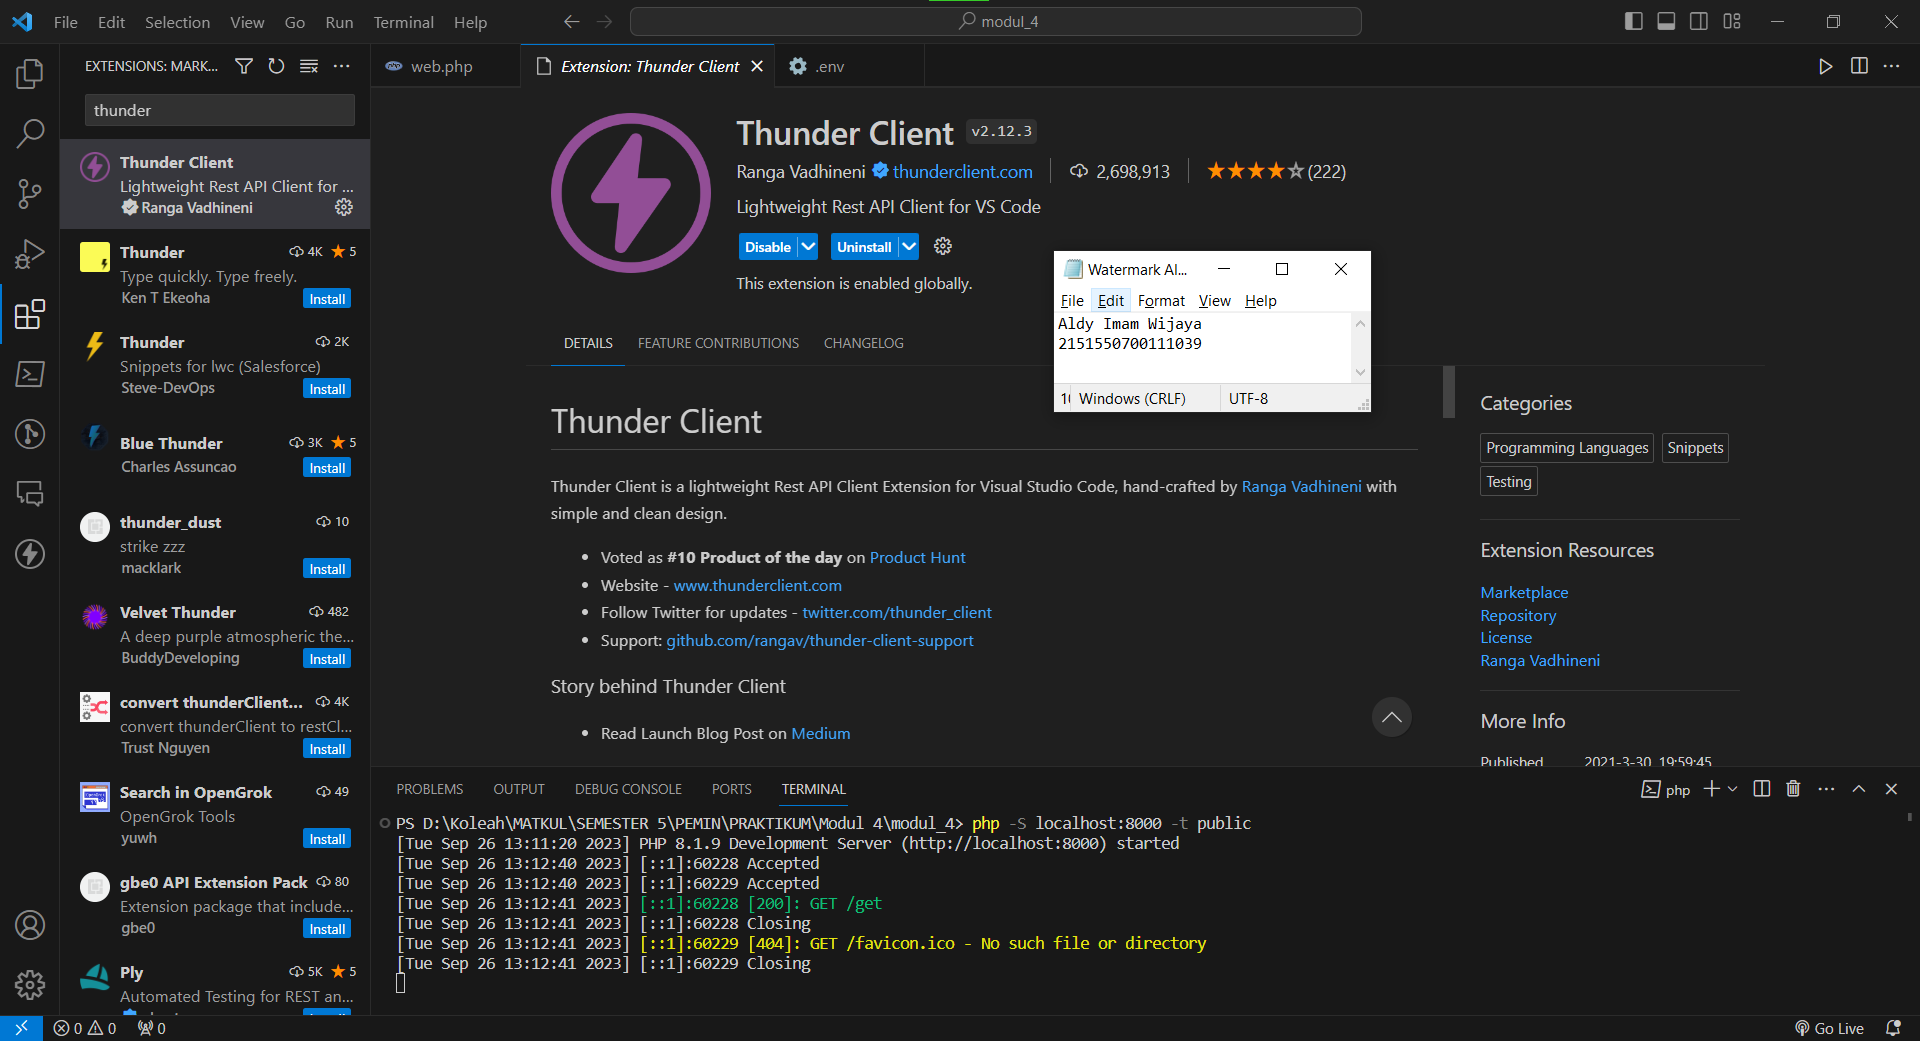 File Edit Selection View Go Run Terminal Help
modul_4
EXTENSIONS: MARK...
thunder
Thunder Client
Lightweight Rest API Client for ...
Ranga Vadhineni
Thunder 4K 5
Type quickly. Type freely.
Ken T Ekeoha Install
Thunder 2K
Snippets for lwc (Salesforce)
Steve-DevOps Install
Blue Thunder 3K 5
Charles Assuncao Install
thunder_dust 10
strike zzz
macklark Install
Velvet Thunder 482
A deep purple atmospheric the...
BuddyDeveloping Install
convert thunderClient... 4K
convert thunderClient to restCl...
Trust Nguyen Install
Search in OpenGrok 49
OpenGrok Tools
yuwh Install
gbe0 API Extension Pack 80
Extension package that include...
gbe0 Install
Ply 5K 5
Automated Testing for REST an...
web.php
Extension: Thunder Client
.env
Thunder Client v2.12.3
Ranga Vadhineni thunderclient.com 2,698,913 (222)
Lightweight Rest API Client for VS Code
Disable Uninstall
This extension is enabled globally.
DETAILS FEATURE CONTRIBUTIONS CHANGELOG
Watermark Al...
File Edit Format View Help
Aldy Imam Wijaya
2151550700111039
Windows (CRLF) UTF-8
Thunder Client
Thunder Client is a lightweight Rest API Client Extension for Visual Studio Code, hand-crafted by Ranga Vadhineni with
simple and clean design.
• Voted as #10 Product of the day on Product Hunt
• Website - www.thunderclient.com
• Follow Twitter for updates - twitter.com/thunder_client
• Support: github.com/rangav/thunder-client-support
Story behind Thunder Client
• Read Launch Blog Post on Medium
Categories
Programming Languages Snippets
Testing
Extension Resources
Marketplace
Repository
License
Ranga Vadhineni
More Info
Published 2021-3-30, 19:59:45
PROBLEMS OUTPUT DEBUG CONSOLE PORTS TERMINAL
php
PS D:\Koleah\MATKUL\SEMESTER 5\PEMIN\PRAKTIKUM\Modul 4\modul_4> php -S localhost:8000 -t public
[Tue Sep 26 13:11:20 2023] PHP 8.1.9 Development Server (http://localhost:8000) started
[Tue Sep 26 13:12:40 2023] [::1]:60228 Accepted
[Tue Sep 26 13:12:40 2023] [::1]:60229 Accepted
[Tue Sep 26 13:12:41 2023] [::1]:60228 [200]: GET /get
[Tue Sep 26 13:12:41 2023] [::1]:60228 Closing
[Tue Sep 26 13:12:41 2023] [::1]:60229 [404]: GET /favicon.ico - No such file or directory
[Tue Sep 26 13:12:41 2023] [::1]:60229 Closing
0 0 0
Go Live